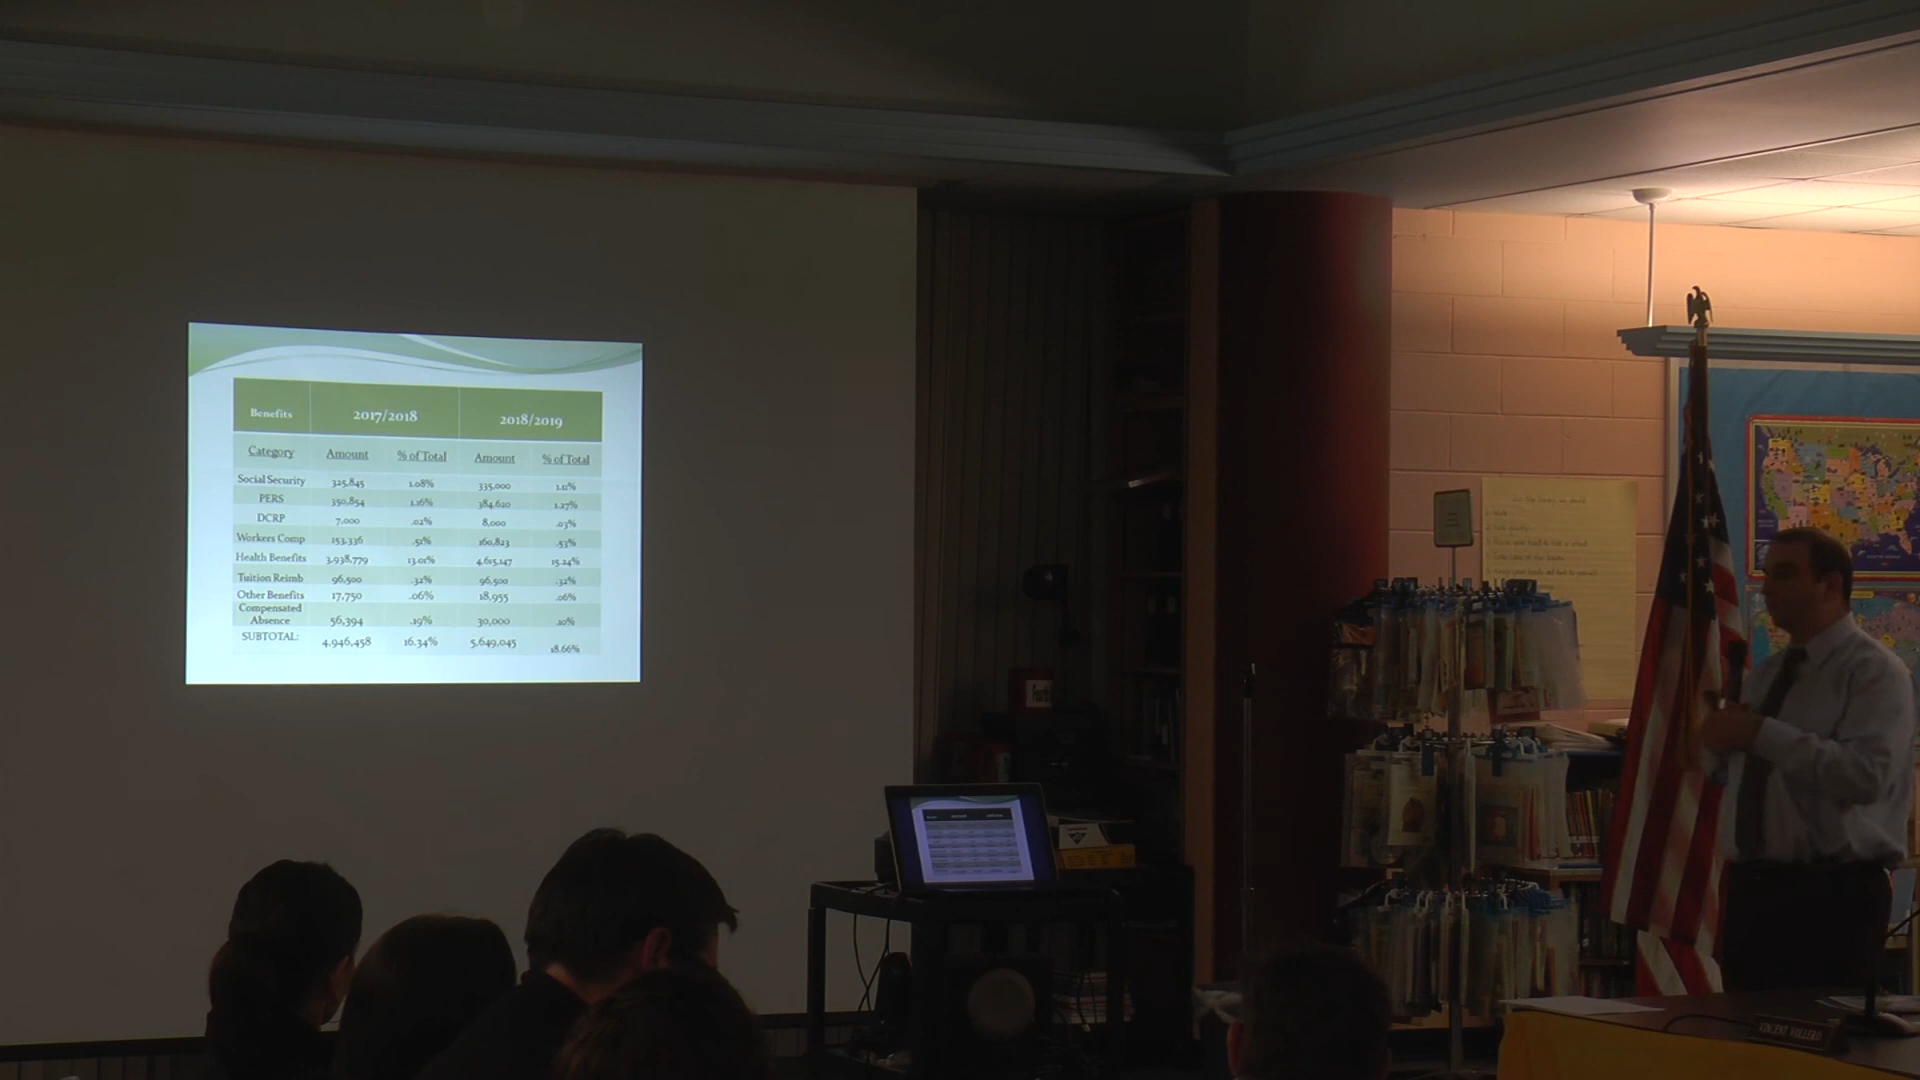 Benefits 2017/2018 2018/2019
Category Amount % of Total Amount % of Total
Social Security 325,845 1.08% 335,000 1.11%
PERS 350,854 1.16% 384,620 1.27%
DCRP 7,000 .02% 8,000 .03%
Workers Comp 153,336 .51% 160,823 .53%
Health Benefits 3,938,779 13.01% 4,615,147 15.24%
Tuition Reimb 96,500 .32% 96,500 .32%
Other Benefits 17,750 .06% 18,955 .06%
Compensated
Absence 56,394 .19% 30,000 .10%
SUBTOTAL: 4,946,458 16.34% 5,649,045 18.66%
VINCENT